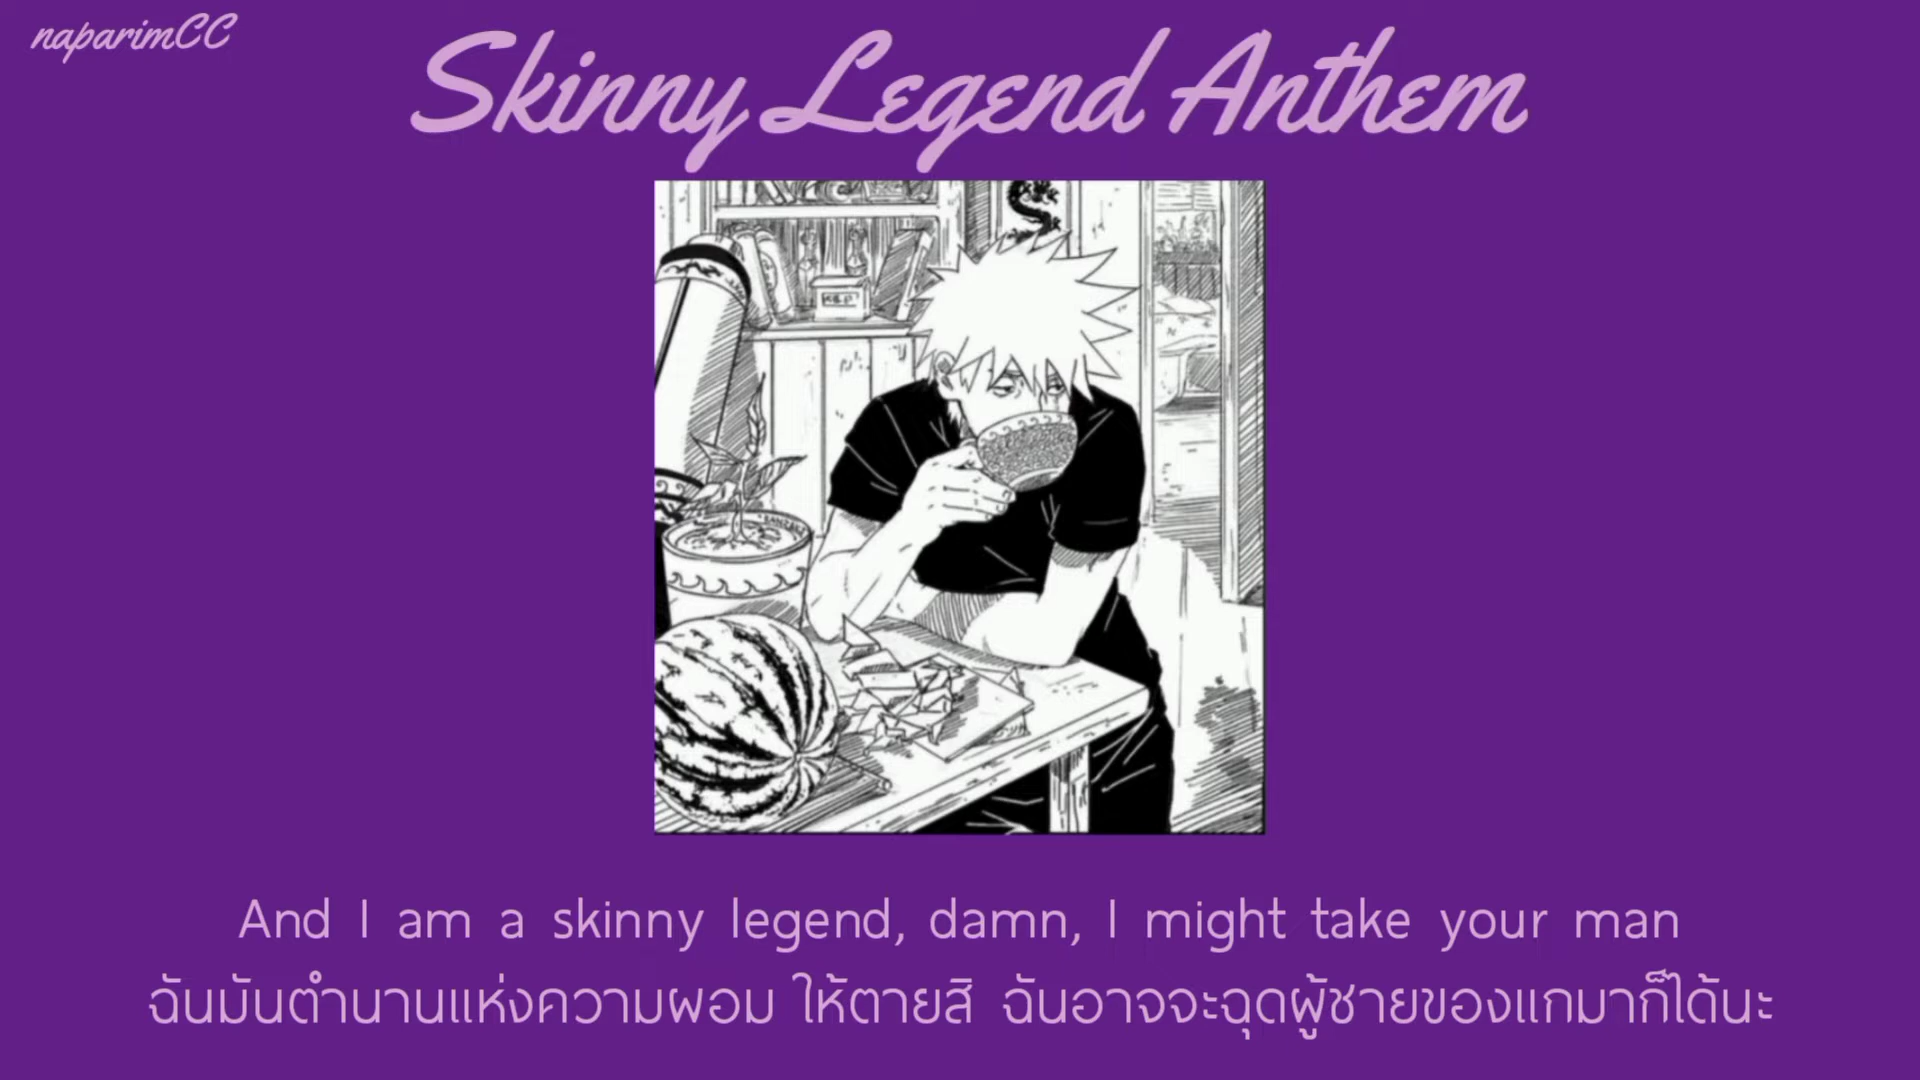 naparimCC
Skinny Legend Anthem
And I am a skinny legend, damn, I might take your man
ฉันมันตำนานแห่งความผอม ให้ตายสิ ฉันอาจจะฉุดผู้ชายของแกมาก็ได้นะ